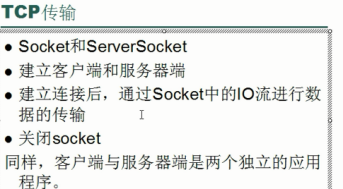 TCP传输
● Socket和ServerSocket
● 建立客户端和服务器端
● 建立连接后，通过Socket中的IO流进行数
据的传输
● 关闭socket
同样，客户端与服务器端是两个独立的应用
程序。